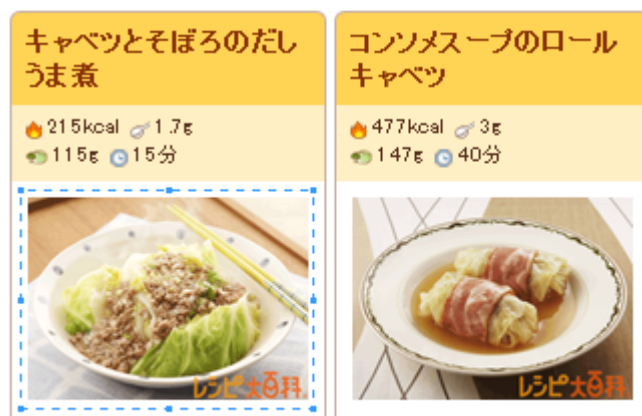 キャベツとそぼろのだし
うま煮
215kcal 1.7g
115g 15分
レシピ大百科
コンソメスープのロール
キャベツ
477kcal 3g
147g 40分
レシピ大百科